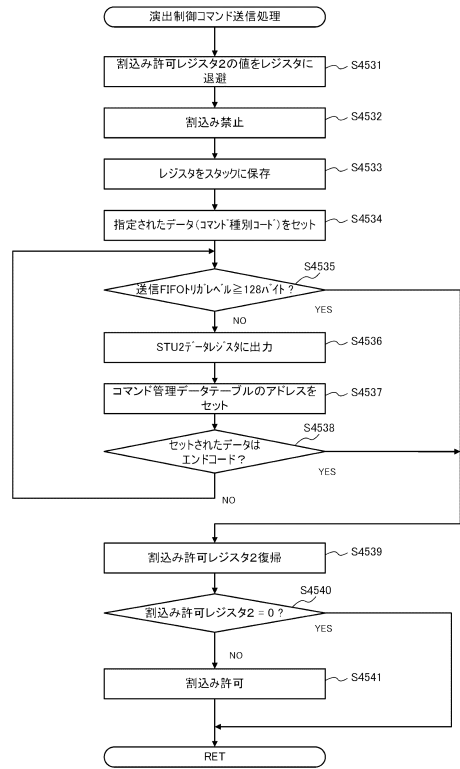 演出制御コマンド送信処理
割込み許可レジスタ2の値をレジスタに
退避
S4531
割込み禁止
S4532
レジスタをスタックに保存
S4533
指定されたデータ(コマンド種別コード)をセット
S4534
S4535
送信FIFOトリガレベル≧128バイト?
YES
NO
STU2データレジスタに出力
S4536
コマンド管理データテーブルのアドレスを
セット
S4537
S4538
セットされたデータは
エンドコード?
YES
NO
割込み許可レジスタ2復帰
S4539
S4540
割込み許可レジスタ2=0?
YES
NO
割込み許可
S4541
RET